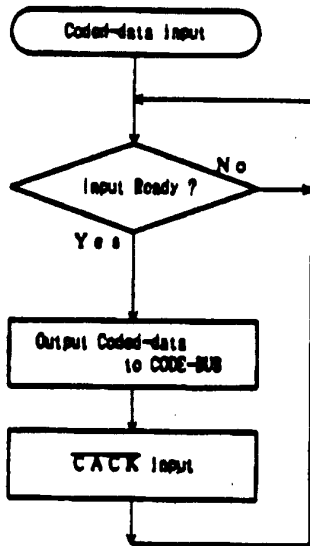 Coded-data Input
Input Ready ?
No
Yes
Output Coded-data
to CODE-BUS
CACK Input